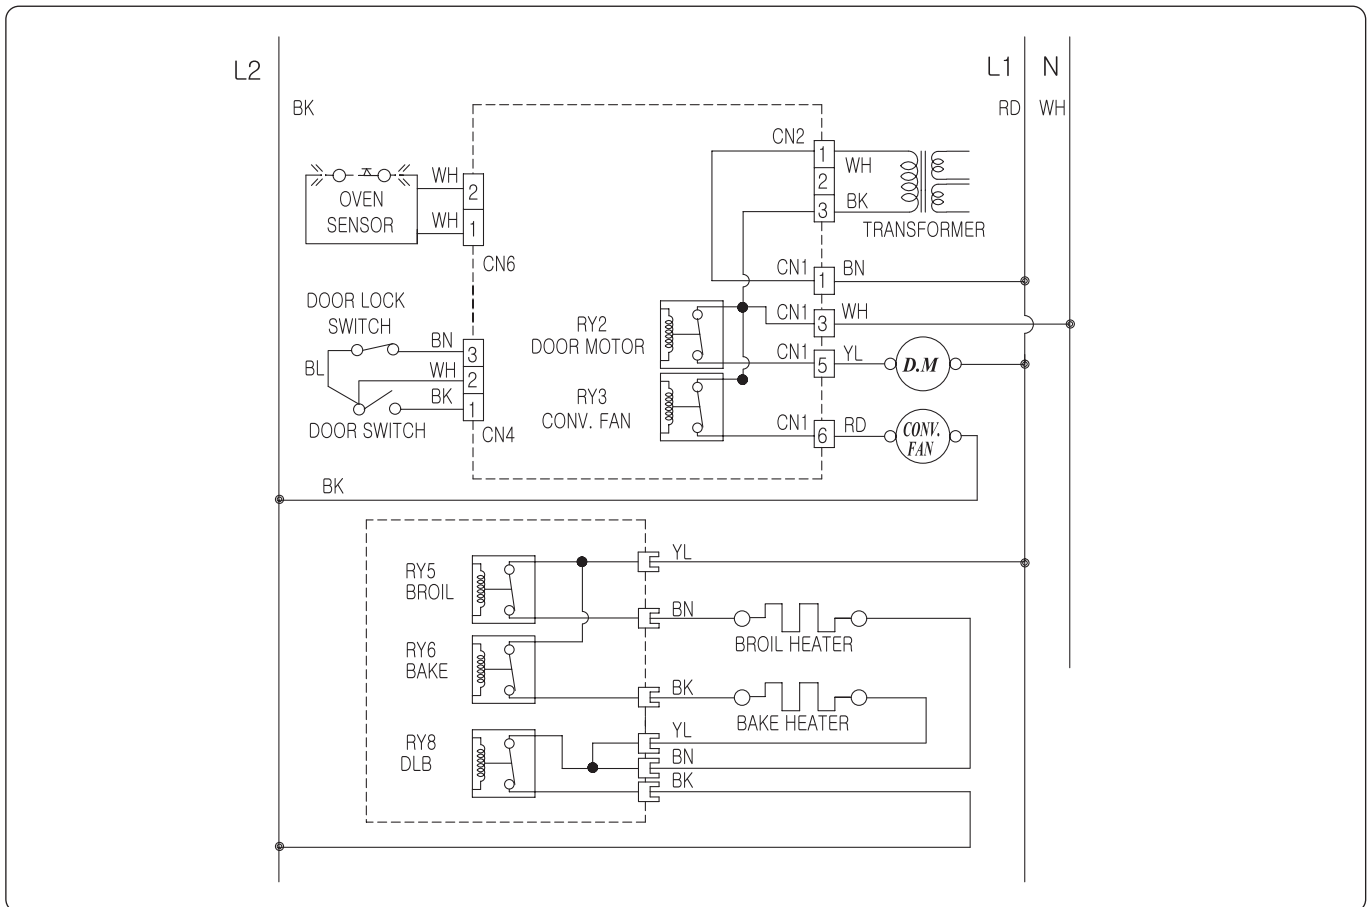 L2
L1
N
BK
RD
WH
CN2
1
WH
2
BK
3
TRANSFORMER
WH
2
OVEN
SENSOR
WH
1
CN6
CN1
1
BN
DOOR LOCK
SWITCH
BN
3
BL
WH
2
BK
1
DOOR SWITCH
CN4
RY2
DOOR MOTOR
CN1
3
WH
CN1
5
YL
D.M
RY3
CONV. FAN
CN1
6
RD
CONV.
FAN
BK
YL
RY5
BROIL
BN
BROIL HEATER
RY6
BAKE
BK
BAKE HEATER
YL
RY8
DLB
BN
BK